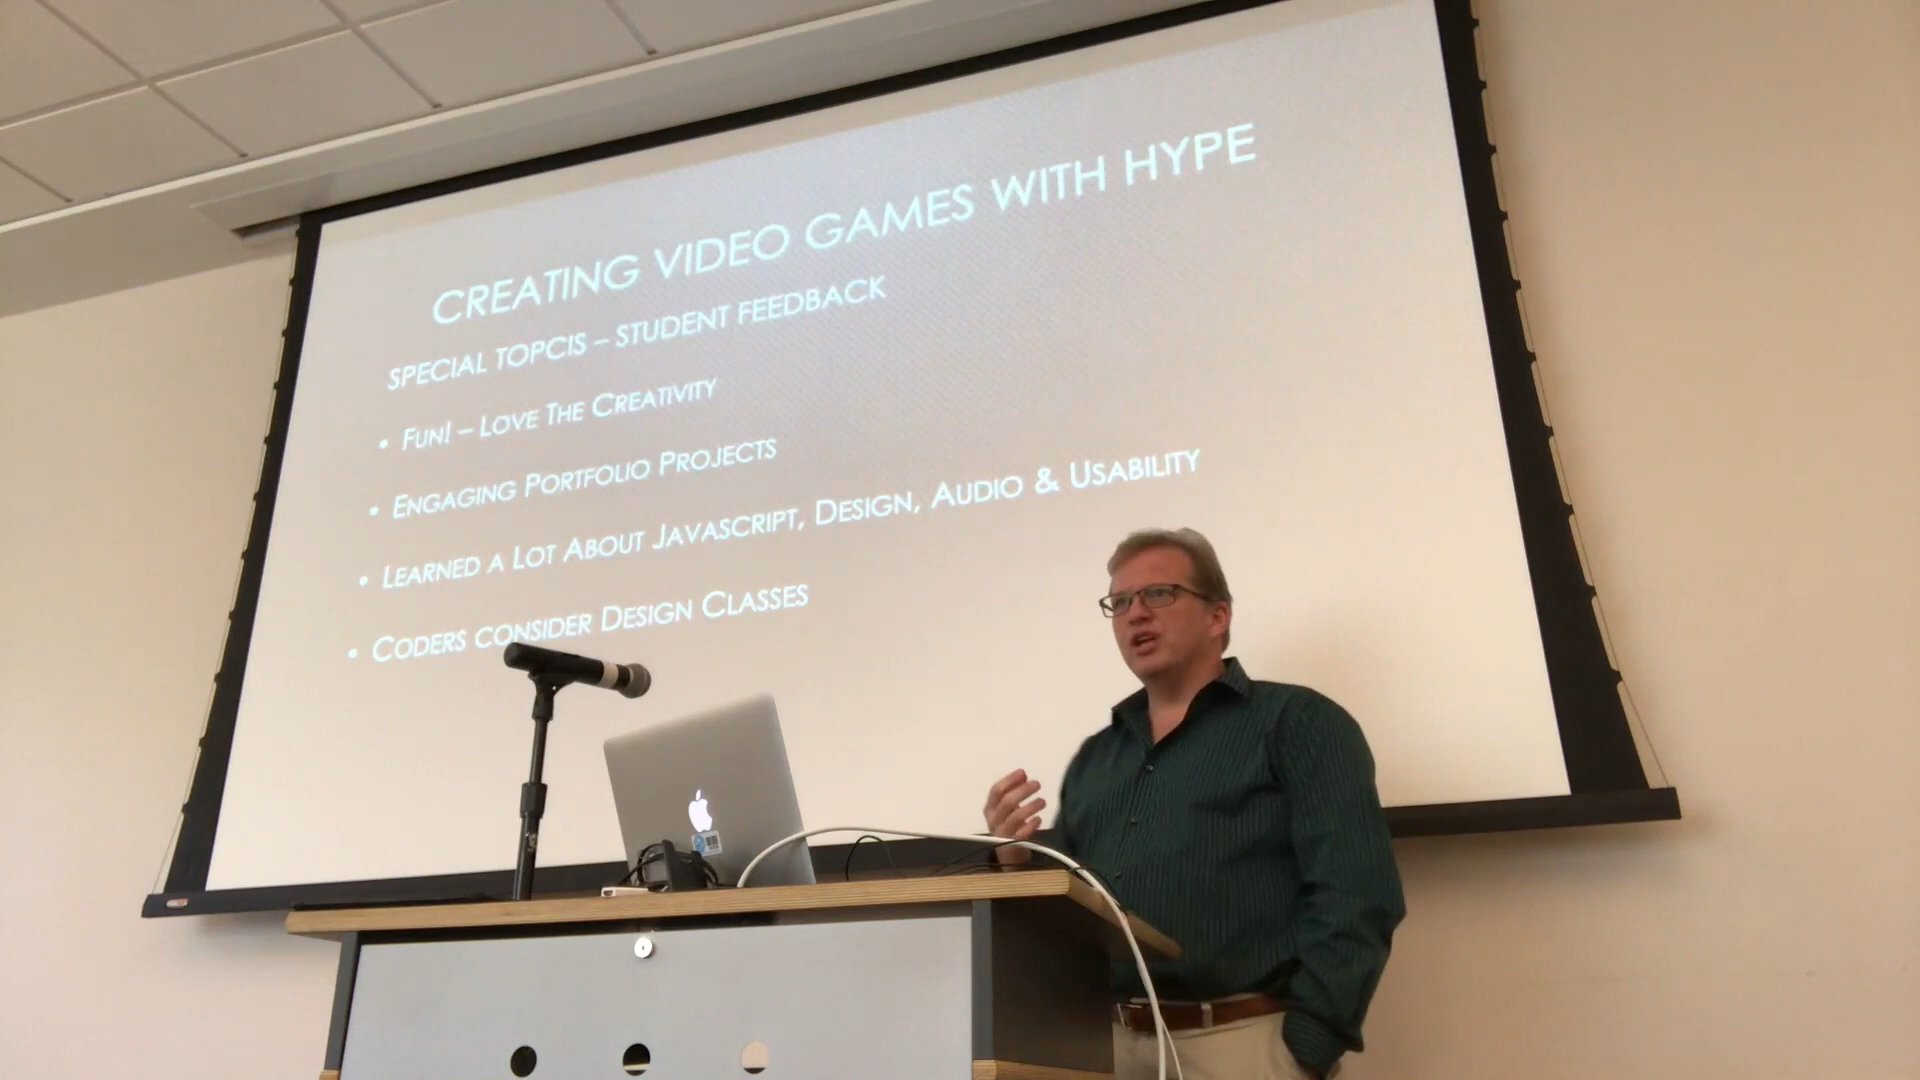 CREATING VIDEO GAMES WITH HYPE
SPECIAL TOPCIS – STUDENT FEEDBACK
• FUN! – LOVE THE CREATIVITY
• ENGAGING PORTFOLIO PROJECTS
• LEARNED A LOT ABOUT JAVASCRIPT, DESIGN, AUDIO & USABILITY
• CODERS CONSIDER DESIGN CLASSES